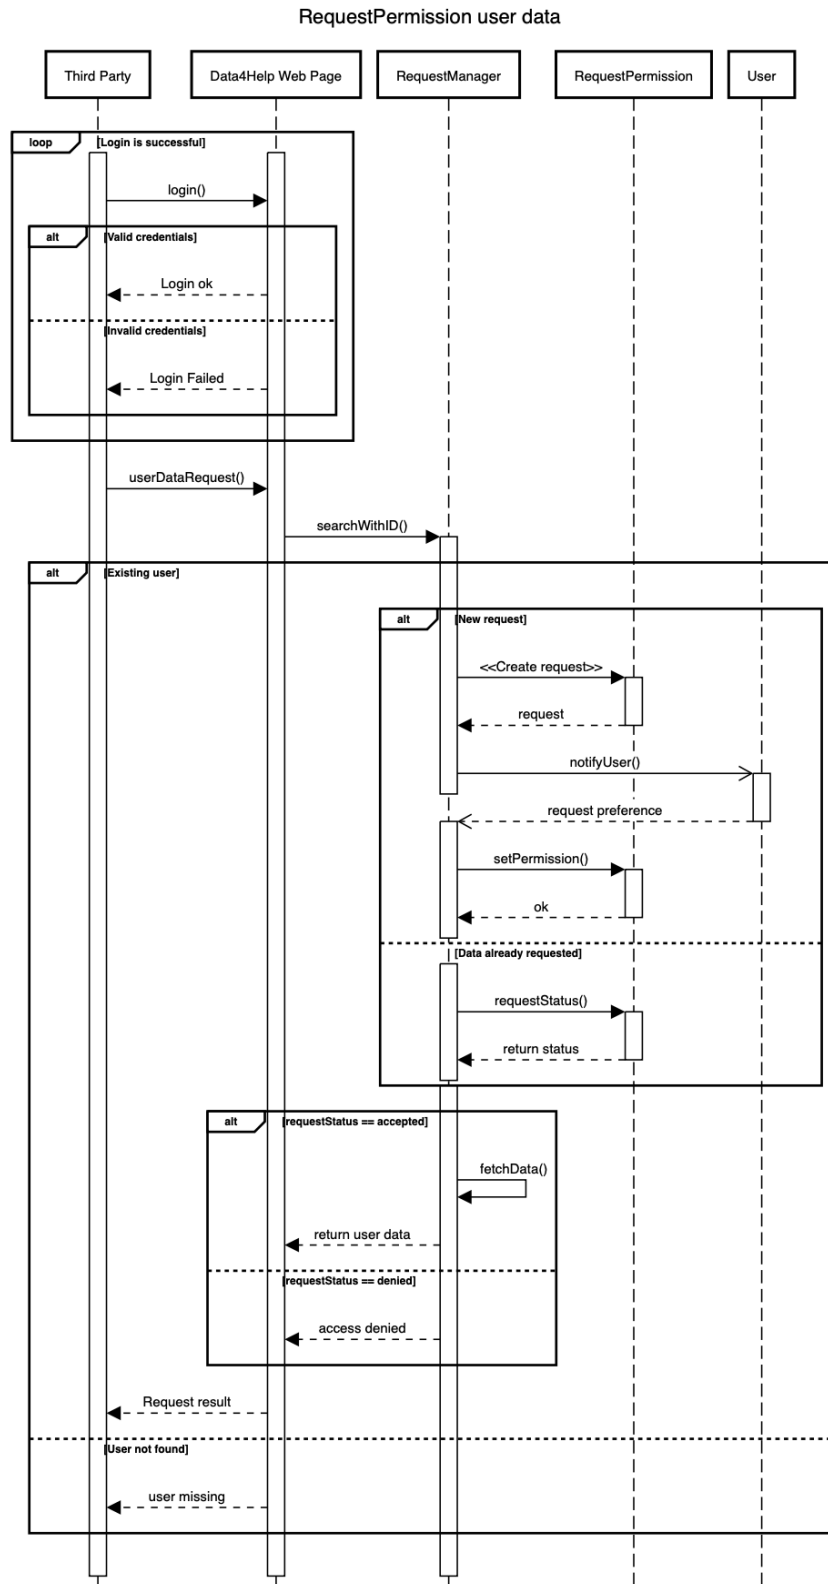 RequestPermission user data
Third Party
Data4Help Web Page
RequestManager
RequestPermission
User
loop
[Login is successful]
login()
alt
[Valid credentials]
Login ok
[Invalid credentials]
Login Failed
userDataRequest()
searchWithID()
alt
[Existing user]
alt
[New request]
<<Create request>>
request
notifyUser()
request preference
setPermission()
ok
[Data already requested]
requestStatus()
return status
alt
[requestStatus == accepted]
fetchData()
return user data
[requestStatus == denied]
access denied
Request result
[User not found]
user missing